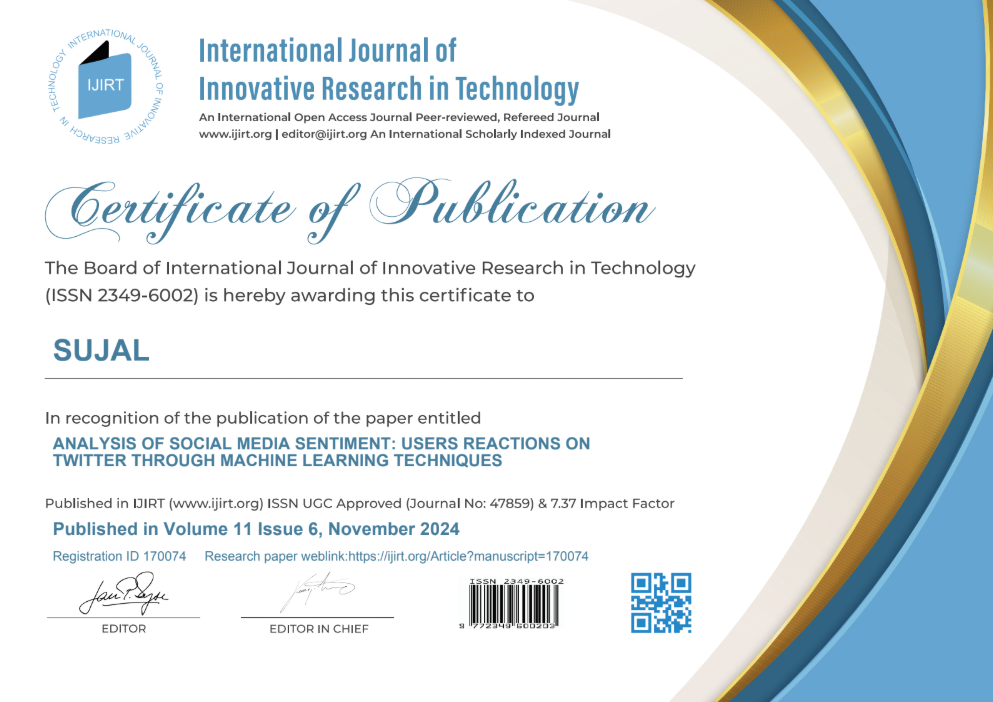 INTERNATIONAL JOURNAL OF INNOVATIVE RESEARCH IN TECHNOLOGY
IJIRT
International Journal of
Innovative Research in Technology
An International Open Access Journal Peer-reviewed, Refereed Journal
www.ijirt.org | editor@ijirt.org An International Scholarly Indexed Journal
Certificate of Publication
The Board of International Journal of Innovative Research in Technology
(ISSN 2349-6002) is hereby awarding this certificate to
SUJAL
In recognition of the publication of the paper entitled
ANALYSIS OF SOCIAL MEDIA SENTIMENT: USERS REACTIONS ON
TWITTER THROUGH MACHINE LEARNING TECHNIQUES
Published in IJIRT (www.ijirt.org) ISSN UGC Approved (Journal No: 47859) & 7.37 Impact Factor
Published in Volume 11 Issue 6, November 2024
Registration ID 170074 Research paper weblink:https://ijirt.org/Article?manuscript=170074
ISSN 2349-6002
9 772349 600203
EDITOR
EDITOR IN CHIEF